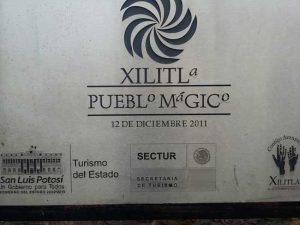 XILITLa
PUEBLo MáGICo
12 DE DICIEMBRE 2011
San Luis Potosí
Un Gobierno para Todos
Turismo
del Estado
SECTUR
SECRETARÍA
DE TURISMO
XILITLA